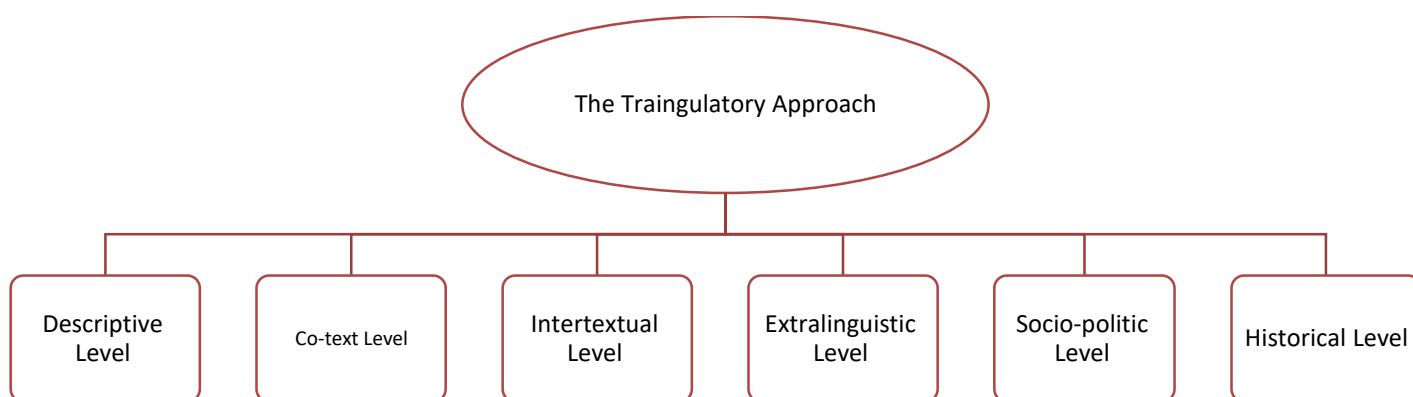 The Traingulatory Approach
Descriptive
Level
Co-text Level
Intertextual
Level
Extralinguistic
Level
Socio-politic
Level
Historical Level